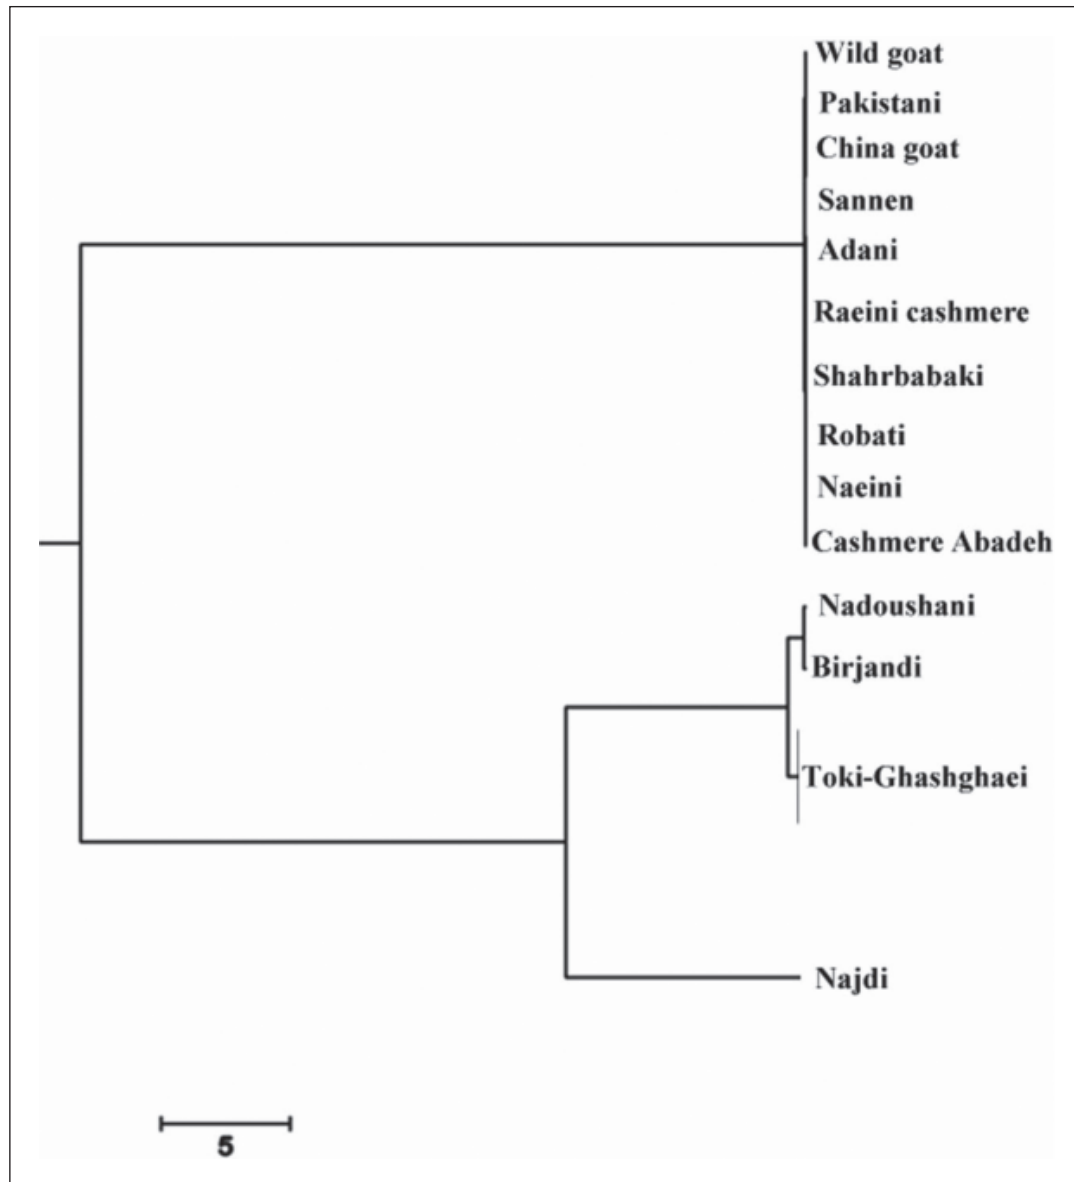 Wild goat
Pakistani
China goat
Sannen
Adani
Raeini cashmere
Shahrbabaki
Robati
Naeini
Cashmere Abadeh
Nadoushani
Birjandi
Toki-Ghashghaei
Najdi
5